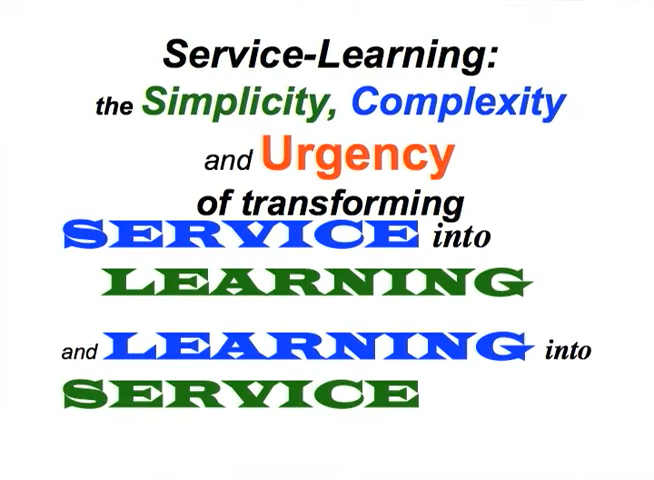 Service-Learning:
the Simplicity, Complexity
and Urgency
of transforming
SERVICE into
LEARNING
and LEARNING into
SERVICE